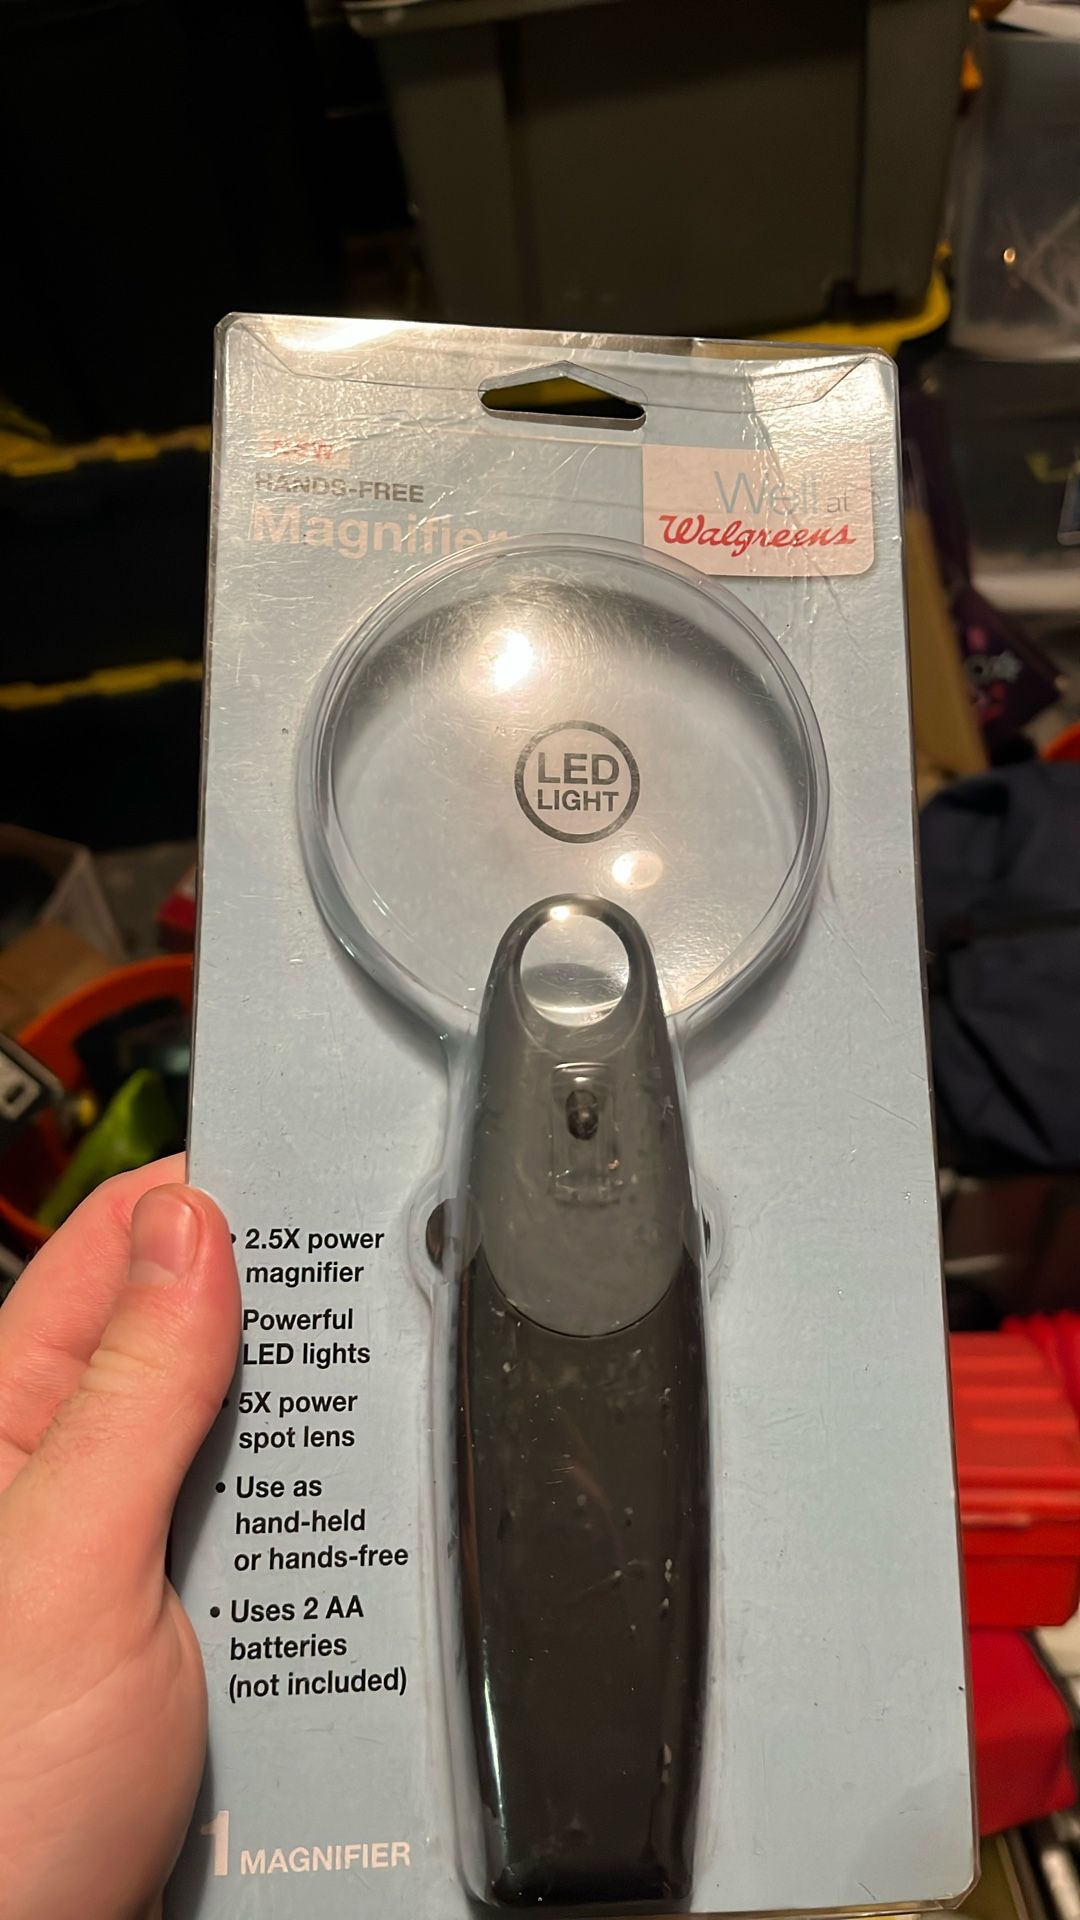 NEW
HANDS-FREE
Magnifier
Well at
Walgreens
LED
LIGHT
• 2.5X power
magnifier
Powerful
LED lights
• 5X power
spot lens
• Use as
hand-held
or hands-free
• Uses 2 AA
batteries
(not included)
1 MAGNIFIER